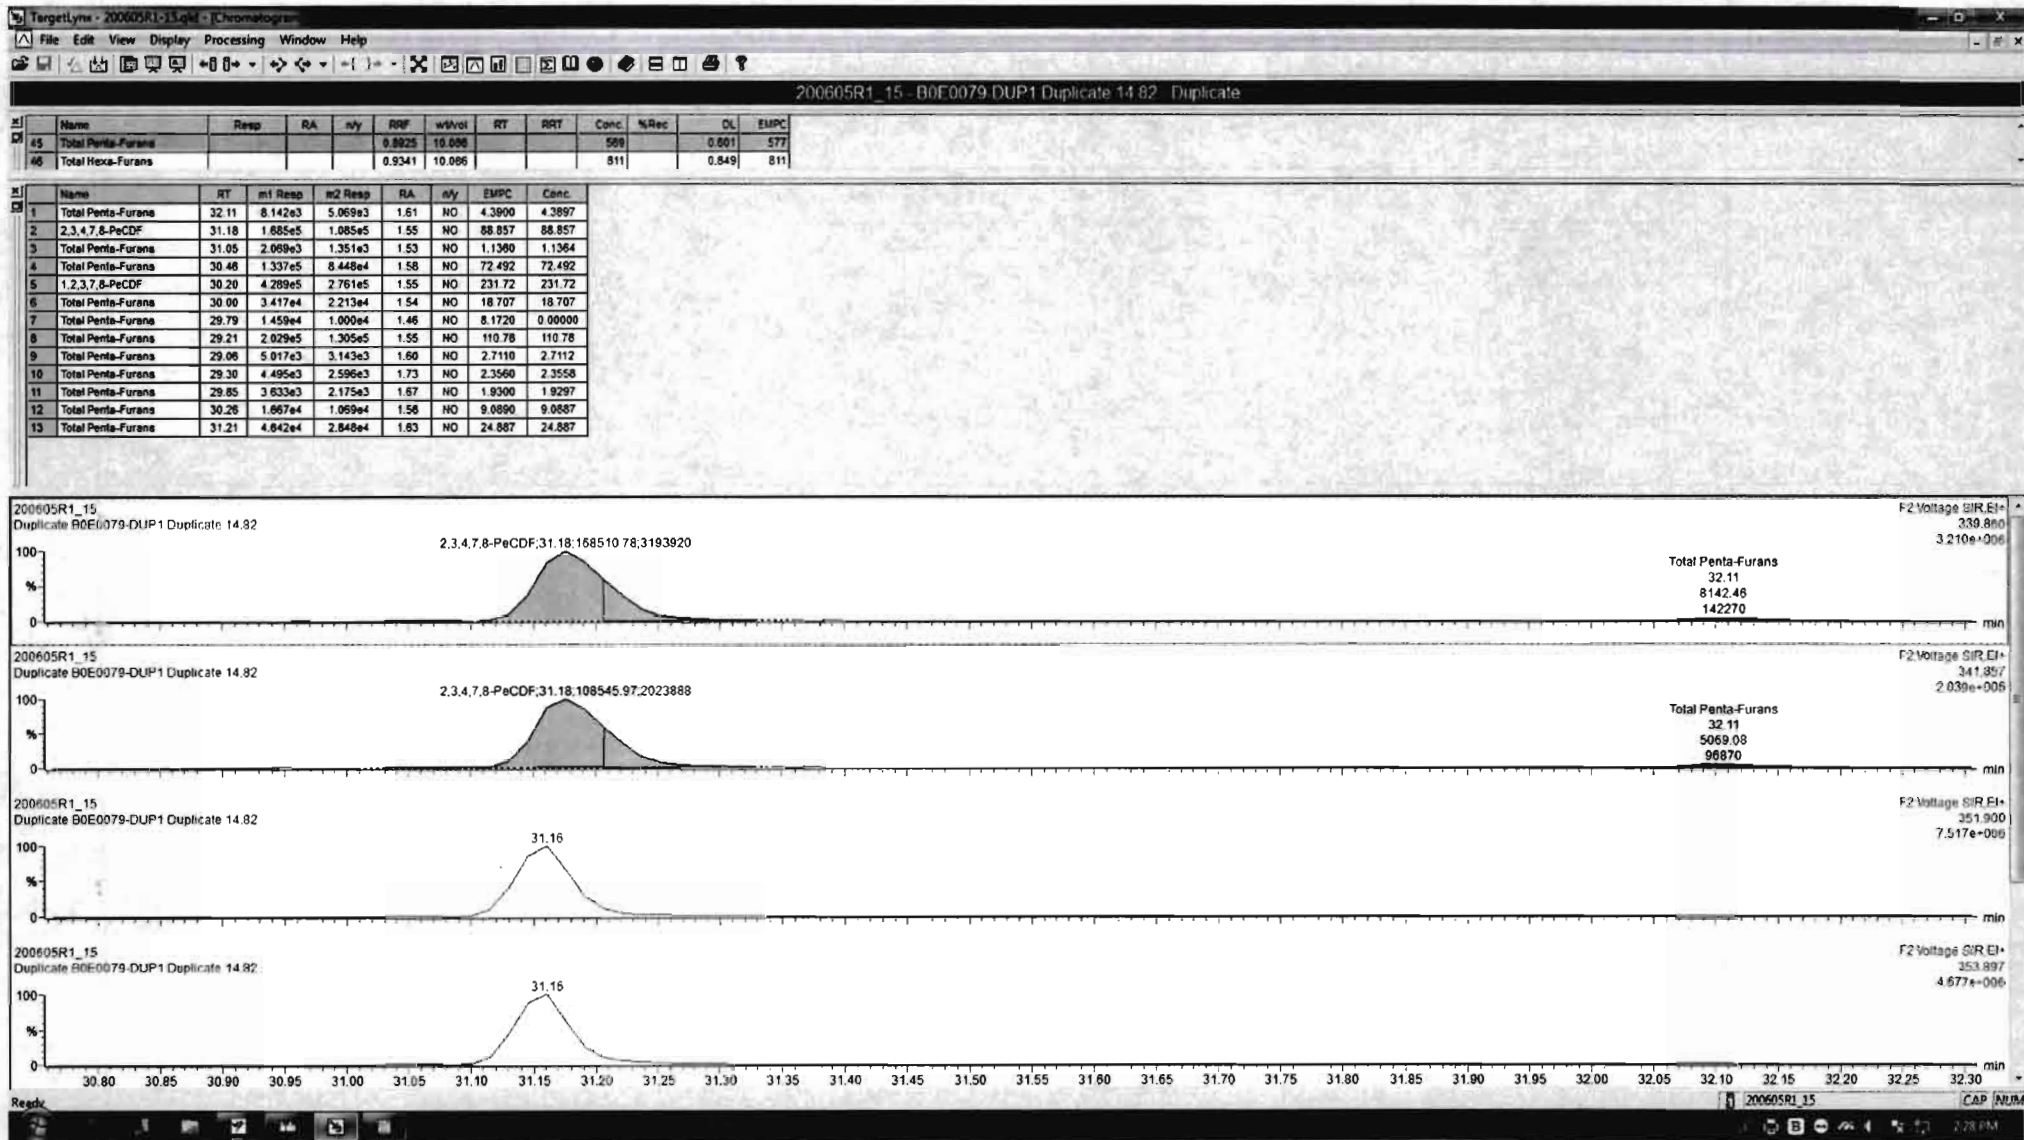 TargetLynx - 200605R1-15.qld - [Chromatogram
File Edit View Display Processing Window Help
200605R1_15 - B0E0079-DUP1 Duplicate 14.82 Duplicate
Name Resp RA n/y RRF wt/vol RT RRT Conc. %Rec DL EMPC
45 Total Penta-Furans 0.8925 10.086 569 0.601 577
46 Total Hexa-Furans 0.9341 10.086 811 0.849 811
Name RT m1 Resp m2 Resp RA n/y EMPC Conc.
1 Total Penta-Furans 32.11 8.142e3 5.069e3 1.61 NO 4.3900 4.3897
2 2,3,4,7,8-PeCDF 31.18 1.685e5 1.085e5 1.55 NO 88.857 88.857
3 Total Penta-Furans 31.05 2.069e3 1.351e3 1.53 NO 1.1360 1.1364
4 Total Penta-Furans 30.46 1.337e5 8.448e4 1.58 NO 72.492 72.492
5 1,2,3,7,8-PeCDF 30.20 4.289e5 2.761e5 1.55 NO 231.72 231.72
6 Total Penta-Furans 30.00 3.417e4 2.213e4 1.54 NO 18.707 18.707
7 Total Penta-Furans 29.79 1.459e4 1.000e4 1.46 NO 8.1720 0.00000
8 Total Penta-Furans 29.21 2.029e5 1.305e5 1.55 NO 110.78 110.78
9 Total Penta-Furans 29.06 5.017e3 3.143e3 1.60 NO 2.7110 2.7112
10 Total Penta-Furans 29.30 4.495e3 2.596e3 1.73 NO 2.3560 2.3558
11 Total Penta-Furans 29.85 3.633e3 2.175e3 1.67 NO 1.9300 1.9297
12 Total Penta-Furans 30.26 1.667e4 1.069e4 1.56 NO 9.0890 9.0887
13 Total Penta-Furans 31.21 4.642e4 2.848e4 1.63 NO 24.887 24.887
200605R1_15
Duplicate B0E0079-DUP1 Duplicate 14.82
F2:Voltage SIR,EI+
339.860
3.210e+006
2,3,4,7,8-PeCDF;31.18;168510.78;3193920
Total Penta-Furans
32.11
8142.46
142270
100
%
0
min
200605R1_15
Duplicate B0E0079-DUP1 Duplicate 14.82
F2:Voltage SIR,EI+
341.857
2.039e+006
2,3,4,7,8-PeCDF;31.18;108545.97;2023888
Total Penta-Furans
32.11
5069.08
96870
100
%
0
min
200605R1_15
Duplicate B0E0079-DUP1 Duplicate 14.82
F2:Voltage SIR,EI+
351.900
7.517e+006
31.16
100
%
0
min
200605R1_15
Duplicate B0E0079-DUP1 Duplicate 14.82
F2:Voltage SIR,EI+
353.897
4.677e+006
31.16
100
%
0
min
30.80 30.85 30.90 30.95 31.00 31.05 31.10 31.15 31.20 31.25 31.30 31.35 31.40 31.45 31.50 31.55 31.60 31.65 31.70 31.75 31.80 31.85 31.90 31.95 32.00 32.05 32.10 32.15 32.20 32.25 32.30
Ready
200605R1_15 CAP NUM
2:28 PM